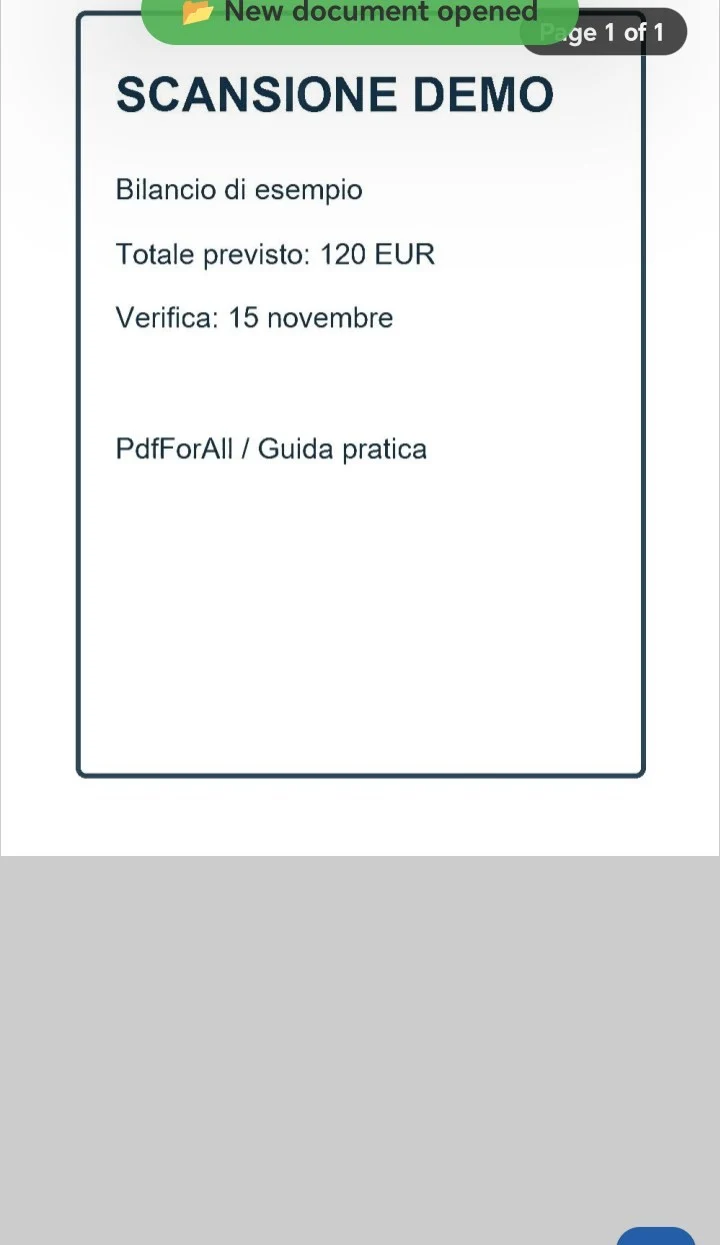 📂 New document opened
Page 1 of 1
SCANSIONE DEMO
Bilancio di esempio
Totale previsto: 120 EUR
Verifica: 15 novembre
PdfForAll / Guida pratica